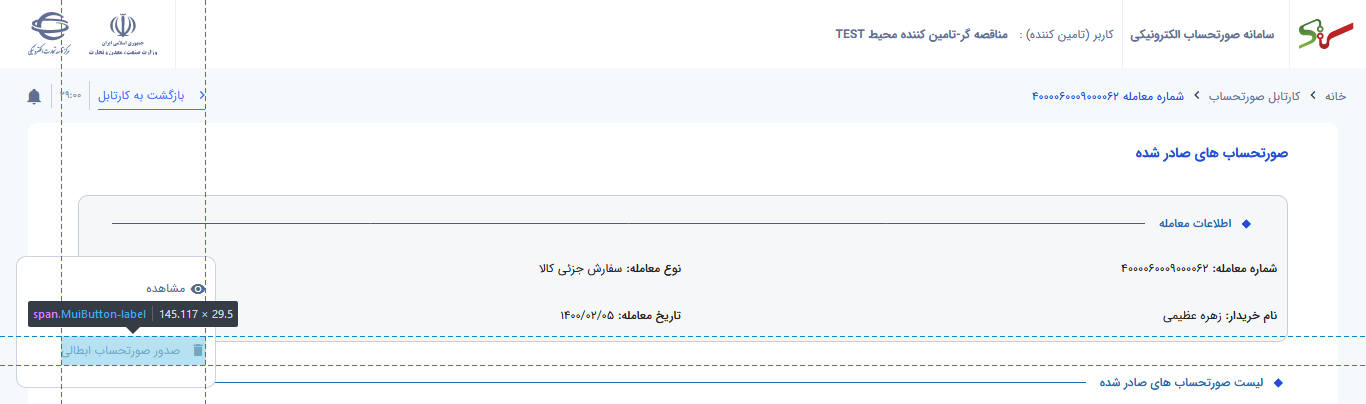 سامانه صورتحساب الکترونیکی
کاربر (تامین کننده) : مناقصه گر-تامین کننده محیط TEST
جمهوری اسلامی ایران
وزارت صنعت، معدن و تجارت
مرکز توسعه تجارت الکترونیکی
خانه › کارتابل صورتحساب › شماره معامله ۴۰۰۰۰۶۰۰۰۹۰۰۰۰۶۲
بازگشت به کارتابل
۲۹:۰۰
صورتحساب های صادر شده
اطلاعات معامله
شماره معامله: ۴۰۰۰۰۶۰۰۰۹۰۰۰۰۶۲
نوع معامله: سفارش جزئی کالا
نام خریدار: زهره عظیمی
تاریخ معامله: ۱۴۰۰/۰۲/۰۵
مشاهده
span.MuiButton-label | 145.117 × 29.5
صدور صورتحساب ابطالی
لیست صورتحساب های صادر شده